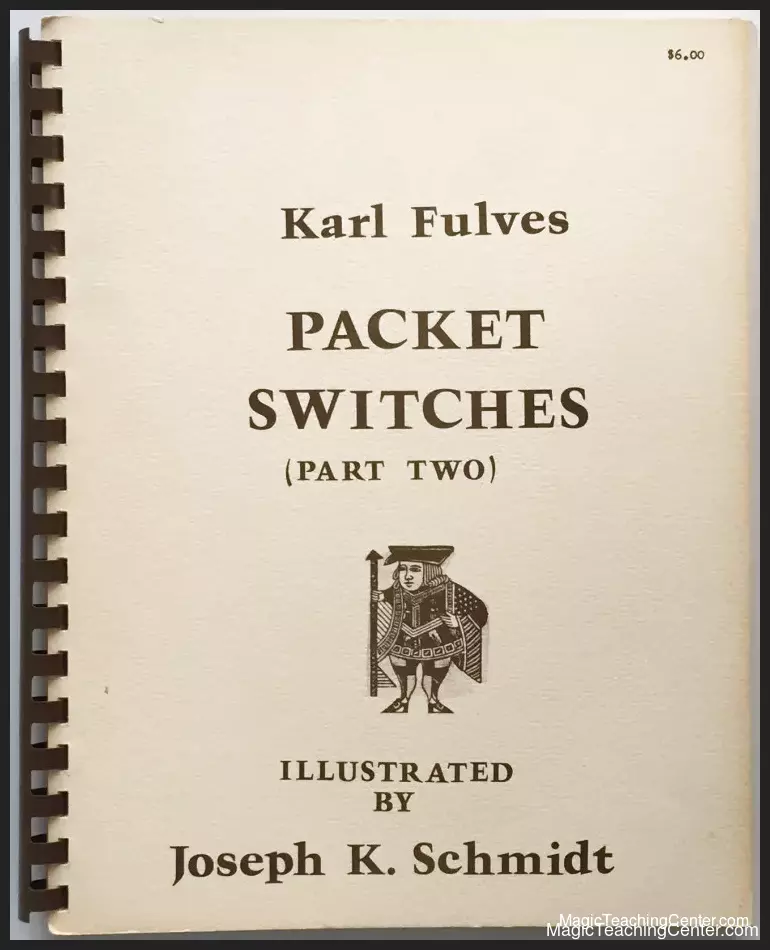 $6.00
Karl Fulves
PACKET
SWITCHES
(PART TWO)
ILLUSTRATED
BY
Joseph K. Schmidt
MagicTeachingCenter.com
MagicTeachingCenter.com